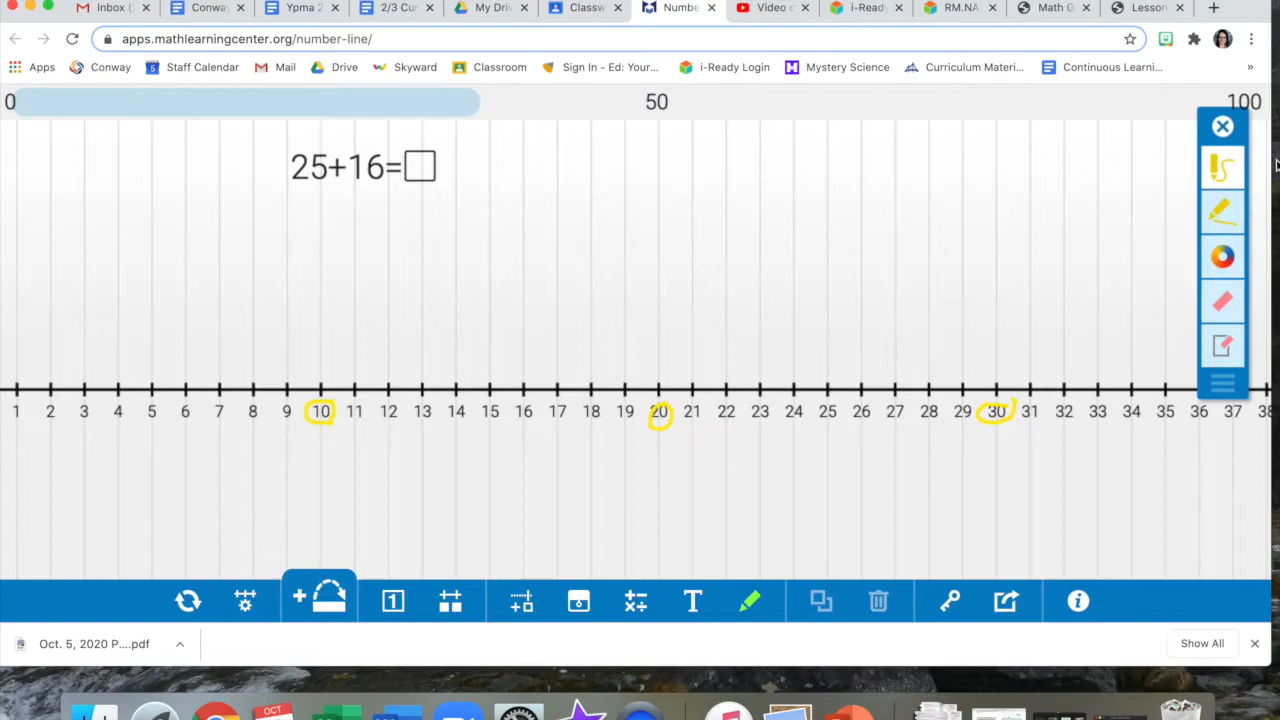 Inbox (: Conway Ypma 2 2/3 Cur My Driv Classw Numbe Video c i-Ready RM.NA Math G Lesson
apps.mathlearningcenter.org/number-line/
Apps Conway Staff Calendar Mail Drive Skyward Classroom Sign In - Ed: Your... i-Ready Login Mystery Science Curriculum Materi... Continuous Learni... »
0 50 100
25+16=
1 2 3 4 5 6 7 8 9 10 11 12 13 14 15 16 17 18 19 20 21 22 23 24 25 26 27 28 29 30 31 32 33 34 35 36 37 38
1 T i
Oct. 5, 2020 P....pdf Show All
OCT